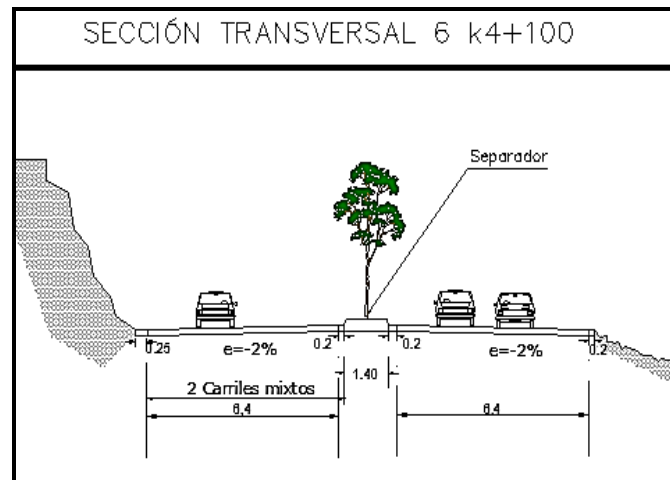 SECCIÓN TRANSVERSAL 6 k4+100
Separador
0.25
e=-2%
0.2
0.2
e=-2%
0.2
1.40
2 Carriles mixtos
6,4
6.4